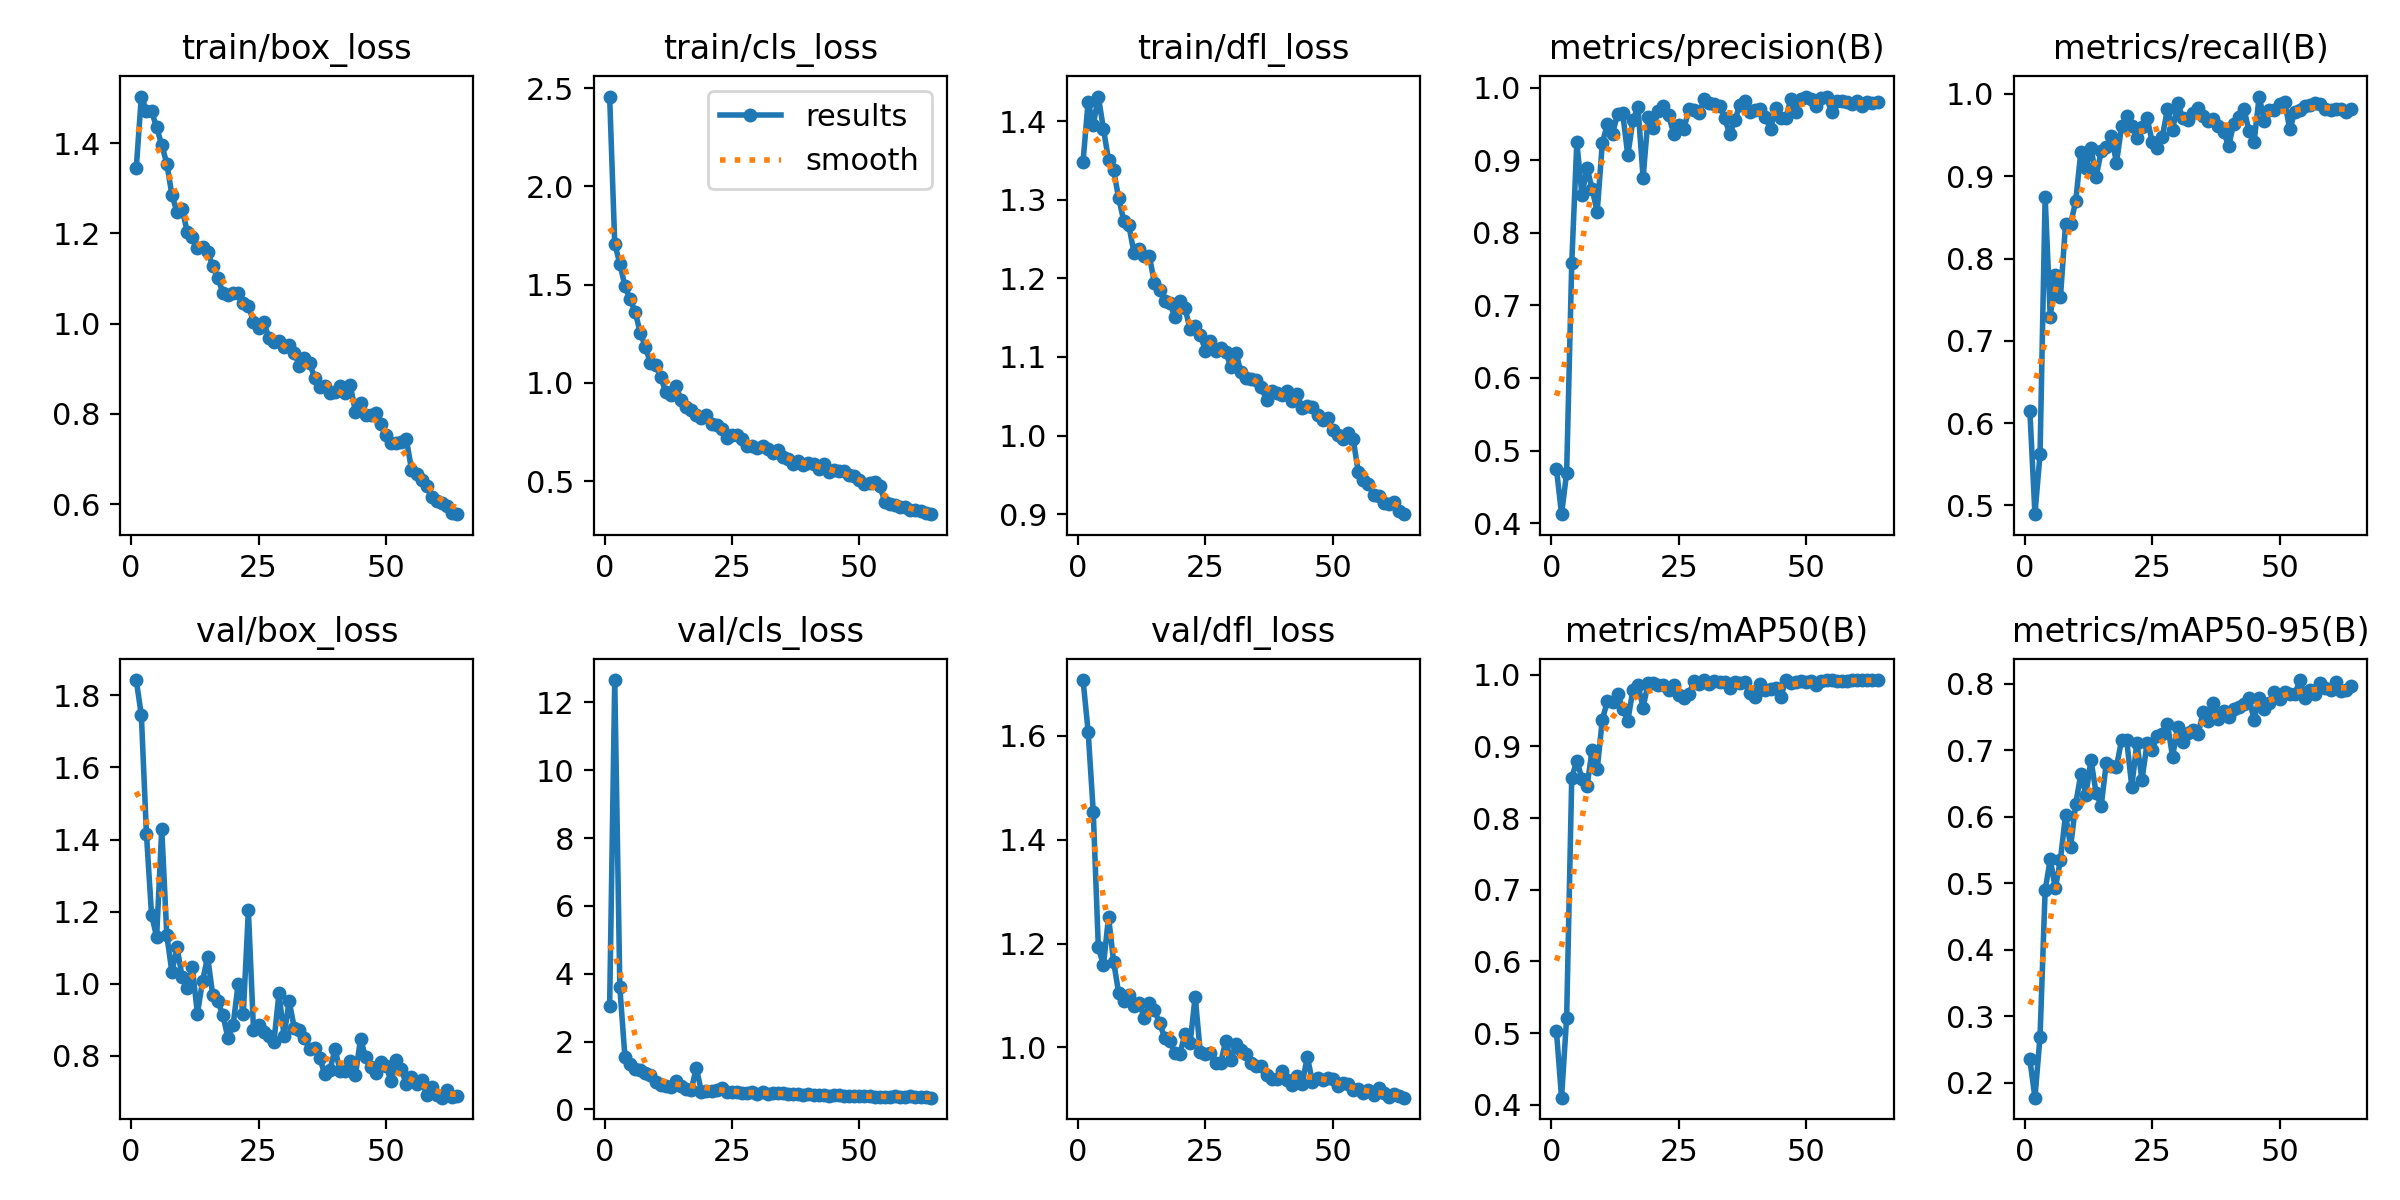 train/box_loss
1.4
1.2
1.0
0.8
0.6
0 25 50
train/cls_loss
results
smooth
2.5
2.0
1.5
1.0
0.5
0 25 50
train/dfl_loss
1.4
1.3
1.2
1.1
1.0
0.9
0 25 50
metrics/precision(B)
1.0
0.9
0.8
0.7
0.6
0.5
0.4
0 25 50
metrics/recall(B)
1.0
0.9
0.8
0.7
0.6
0.5
0 25 50
val/box_loss
1.8
1.6
1.4
1.2
1.0
0.8
0 25 50
val/cls_loss
12
10
8
6
4
2
0
0 25 50
val/dfl_loss
1.6
1.4
1.2
1.0
0 25 50
metrics/mAP50(B)
1.0
0.9
0.8
0.7
0.6
0.5
0.4
0 25 50
metrics/mAP50-95(B)
0.8
0.7
0.6
0.5
0.4
0.3
0.2
0 25 50